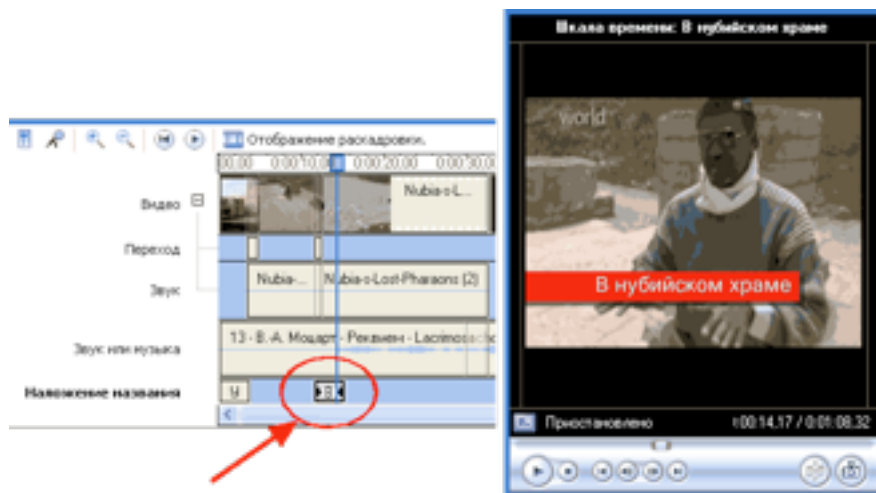 Отображение раскадровки.
00,00 0:00:10,0 0:00:20,00 0:00:30,0
Видео
Nubia-s-L...
Переход
Звук
Nubia-... Nubia-s-Lost-Pharaons (2)
Звук или музыка
13 - В.-А. Моцарт - Реквием - Lacrimosa
Наложение названия
У В
Шкала времени: В нубийском храме
world
В нубийском храме
Приостановлено 0:00:14,17 / 0:01:08,32